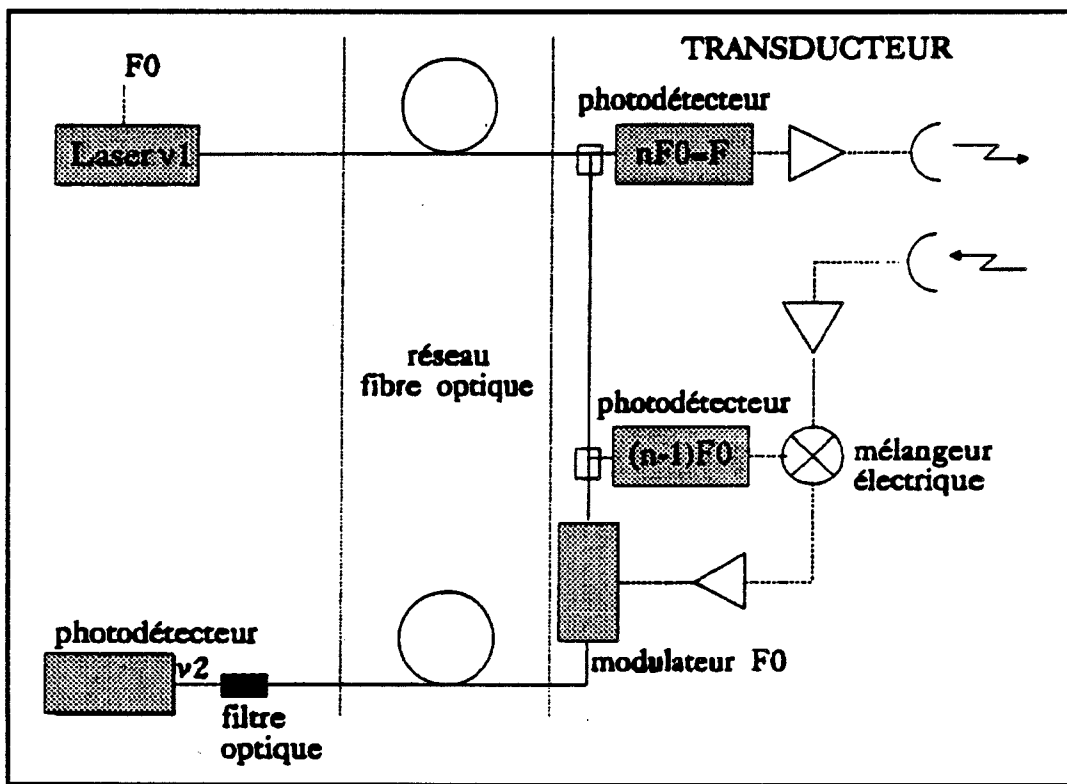 TRANSDUCTEUR
F0
photodétecteur
Laser ν1
nF0=F
réseau
fibre optique
photodétecteur
(n-1)F0
mélangeur
électrique
photodétecteur
ν2
modulateur F0
filtre
optique